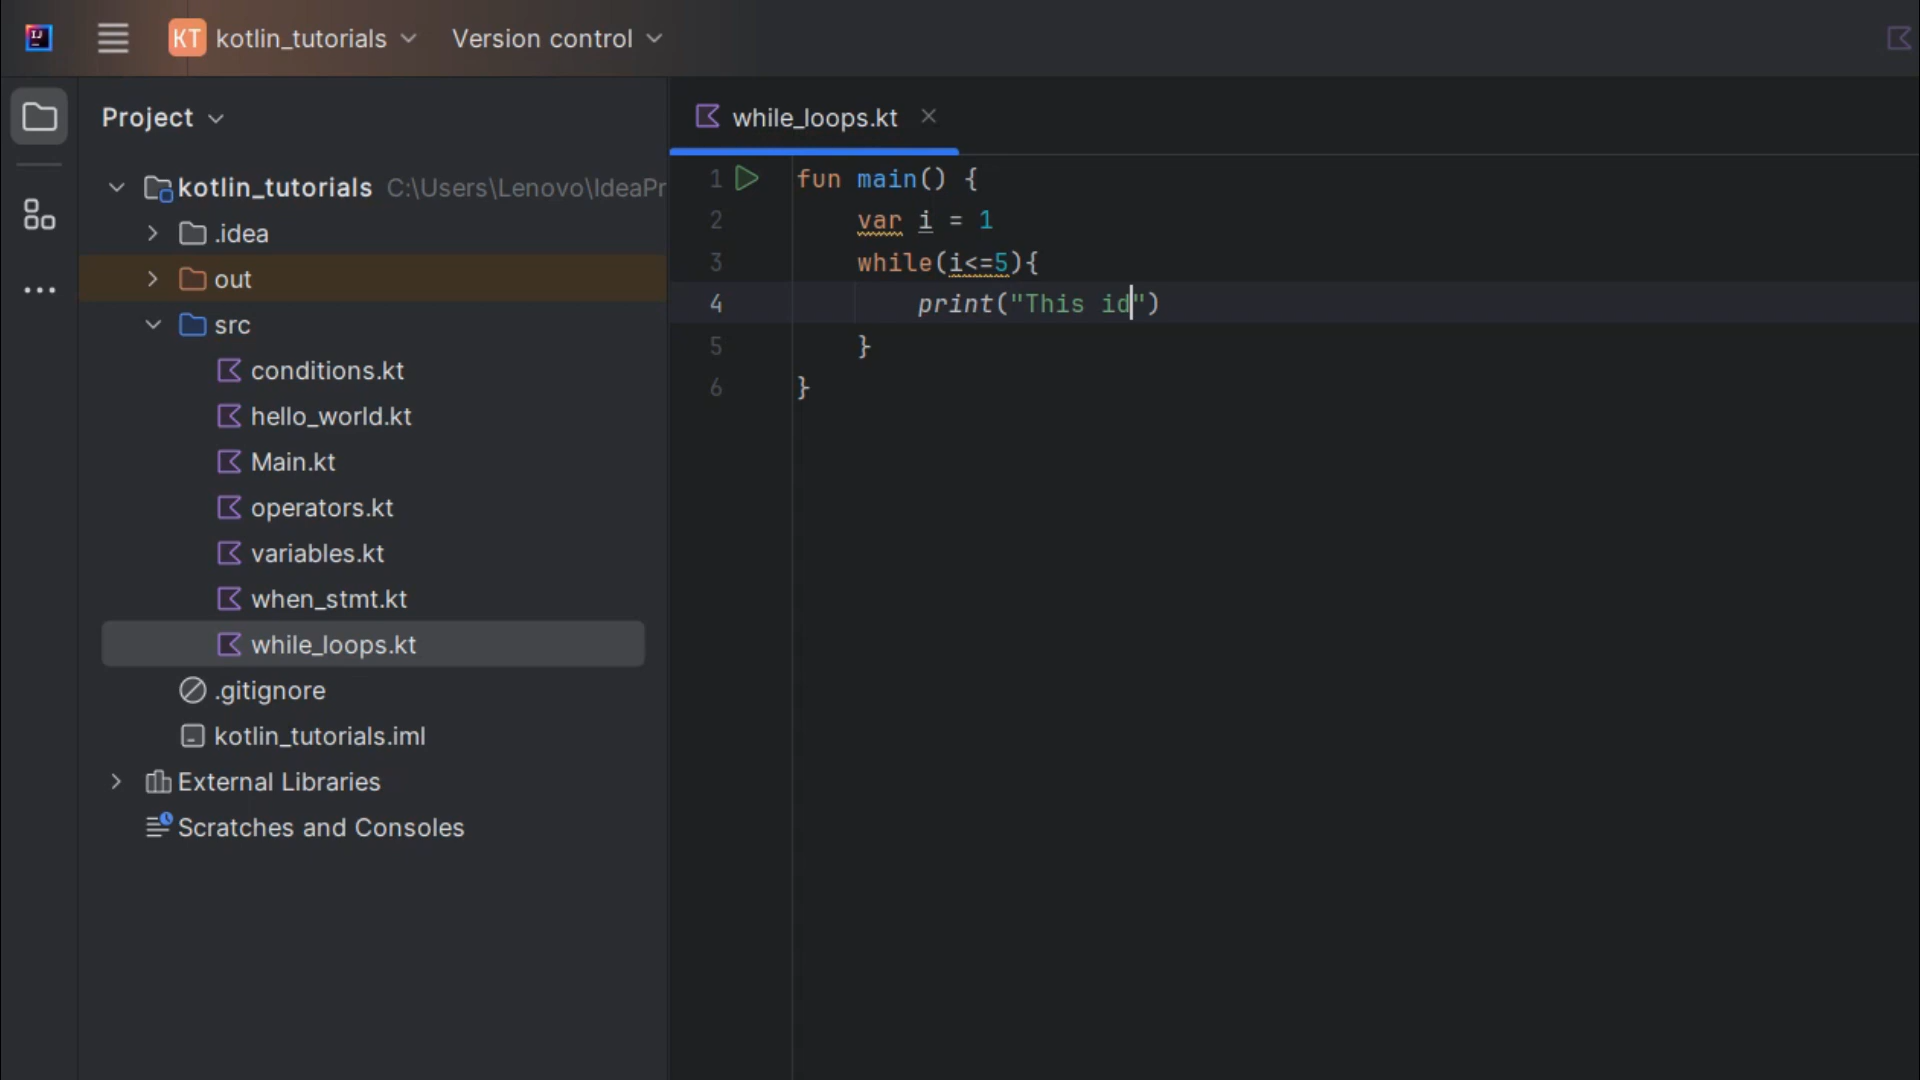 IJ
KT kotlin_tutorials Version control
Project
while_loops.kt
kotlin_tutorials C:\Users\Lenovo\IdeaPr
.idea
out
src
conditions.kt
hello_world.kt
Main.kt
operators.kt
variables.kt
when_stmt.kt
while_loops.kt
.gitignore
kotlin_tutorials.iml
External Libraries
Scratches and Consoles
1 fun main() {
2 var i = 1
3 while(i<=5){
4 print("This id")
5 }
6 }